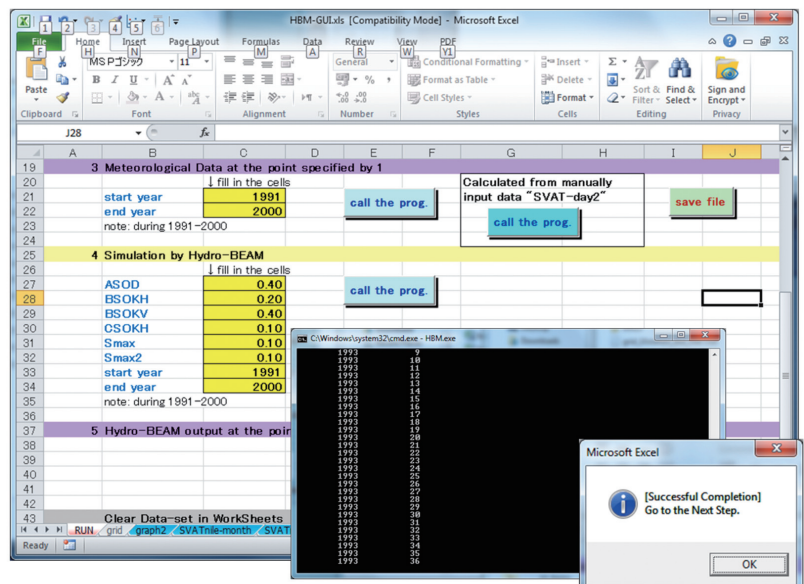 HBM-GUI.xls [Compatibility Mode] - Microsoft Excel
1 2 3 4 5 6
File Home Insert Page Layout Formulas Data Review View PDF
F H N P M A R W Y1
Paste
MS Pゴシック 11
B I U A A
General
% ,
Conditional Formatting
Format as Table
Cell Styles
Insert
Delete
Format
Σ
Sort & Filter
Find & Select
Sign and Encrypt
Clipboard Font Alignment Number Styles Cells Editing Privacy
J28 fx
A B C D E F G H I J
19 3 Meteorological Data at the point specified by 1
20 ↓ fill in the cells
21 start year 1991
22 end year 2000
23 note: during 1991-2000
call the prog.
Calculated from manually
input data "SVAT-day2"
call the prog.
save file
24
25 4 Simulation by Hydro-BEAM
26 ↓ fill in the cells
27 ASOD 0.40
28 BSOKH 0.20
29 BSOKV 0.40
30 CSOKH 0.10
31 Smax 0.10
32 Smax2 0.10
33 start year 1991
34 end year 2000
35 note: during 1991-2000
call the prog.
36
37 5 Hydro-BEAM output at the poin
38
39
40
41
42
43 Clear Data-set in WorkSheets
RUN grid graph2 SVATnile-month SVATn
Ready
C:\Windows\system32\cmd.exe - HBM.exe
1993 9
1993 10
1993 11
1993 12
1993 13
1993 14
1993 15
1993 16
1993 17
1993 18
1993 19
1993 20
1993 21
1993 22
1993 23
1993 24
1993 25
1993 26
1993 27
1993 28
1993 29
1993 30
1993 31
1993 32
1993 33
1993 34
1993 35
1993 36
Microsoft Excel
[Successful Completion]
Go to the Next Step.
OK